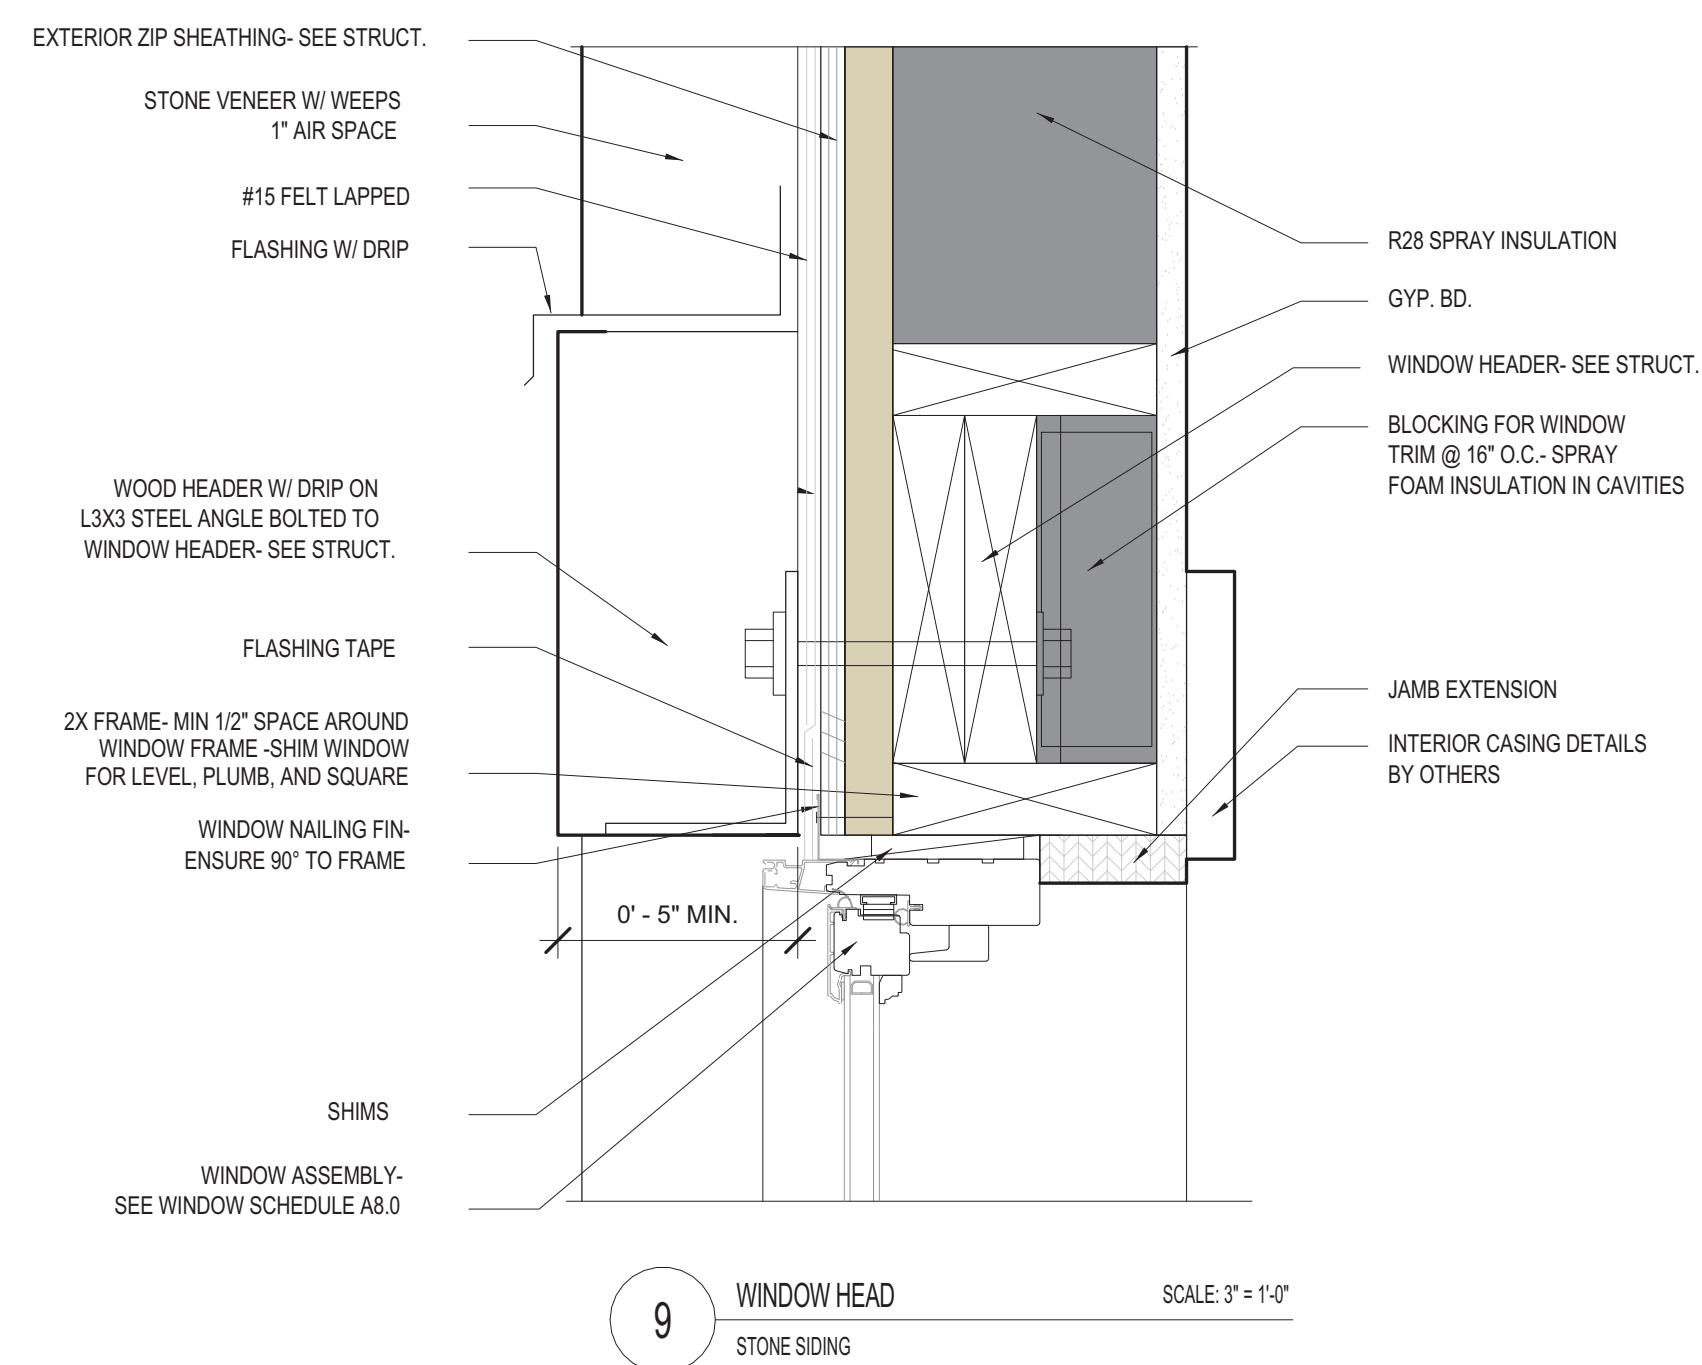 EXTERIOR ZIP SHEATHING- SEE STRUCT.
STONE VENEER W/ WEEPS
1" AIR SPACE
#15 FELT LAPPED
FLASHING W/ DRIP
WOOD HEADER W/ DRIP ON
L3X3 STEEL ANGLE BOLTED TO
WINDOW HEADER- SEE STRUCT.
FLASHING TAPE
2X FRAME- MIN 1/2" SPACE AROUND
WINDOW FRAME -SHIM WINDOW
FOR LEVEL, PLUMB, AND SQUARE
WINDOW NAILING FIN-
ENSURE 90° TO FRAME
0' - 5" MIN.
SHIMS
WINDOW ASSEMBLY-
SEE WINDOW SCHEDULE A8.0
R28 SPRAY INSULATION
GYP. BD.
WINDOW HEADER- SEE STRUCT.
BLOCKING FOR WINDOW
TRIM @ 16" O.C.- SPRAY
FOAM INSULATION IN CAVITIES
JAMB EXTENSION
INTERIOR CASING DETAILS
BY OTHERS
9
WINDOW HEAD
SCALE: 3" = 1'-0"
STONE SIDING